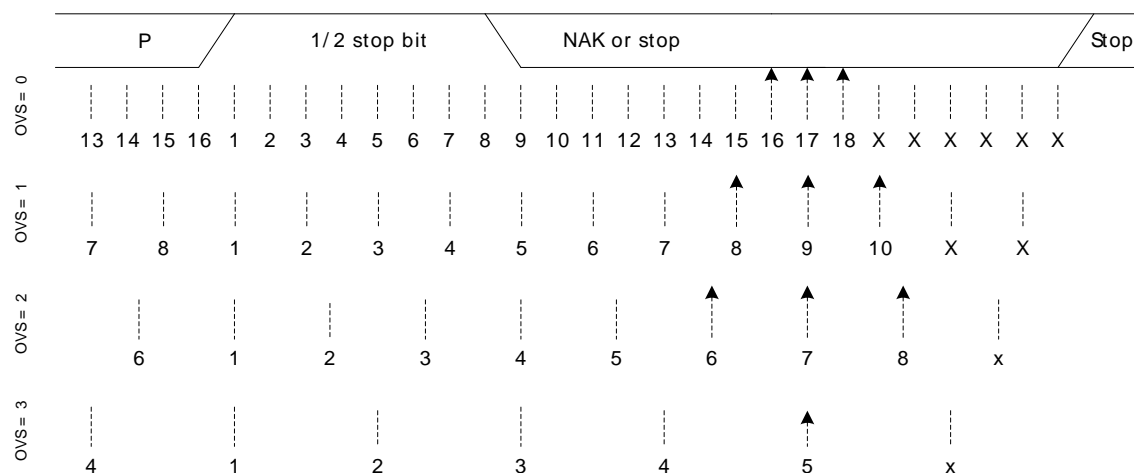 P 1/2 stop bit NAK or stop Stop
OVS = 0
13 14 15 16 1 2 3 4 5 6 7 8 9 10 11 12 13 14 15 16 17 18 X X X X X X
OVS = 1
7 8 1 2 3 4 5 6 7 8 9 10 X X
OVS = 2
6 1 2 3 4 5 6 7 8 x
OVS = 3
4 1 2 3 4 5 x